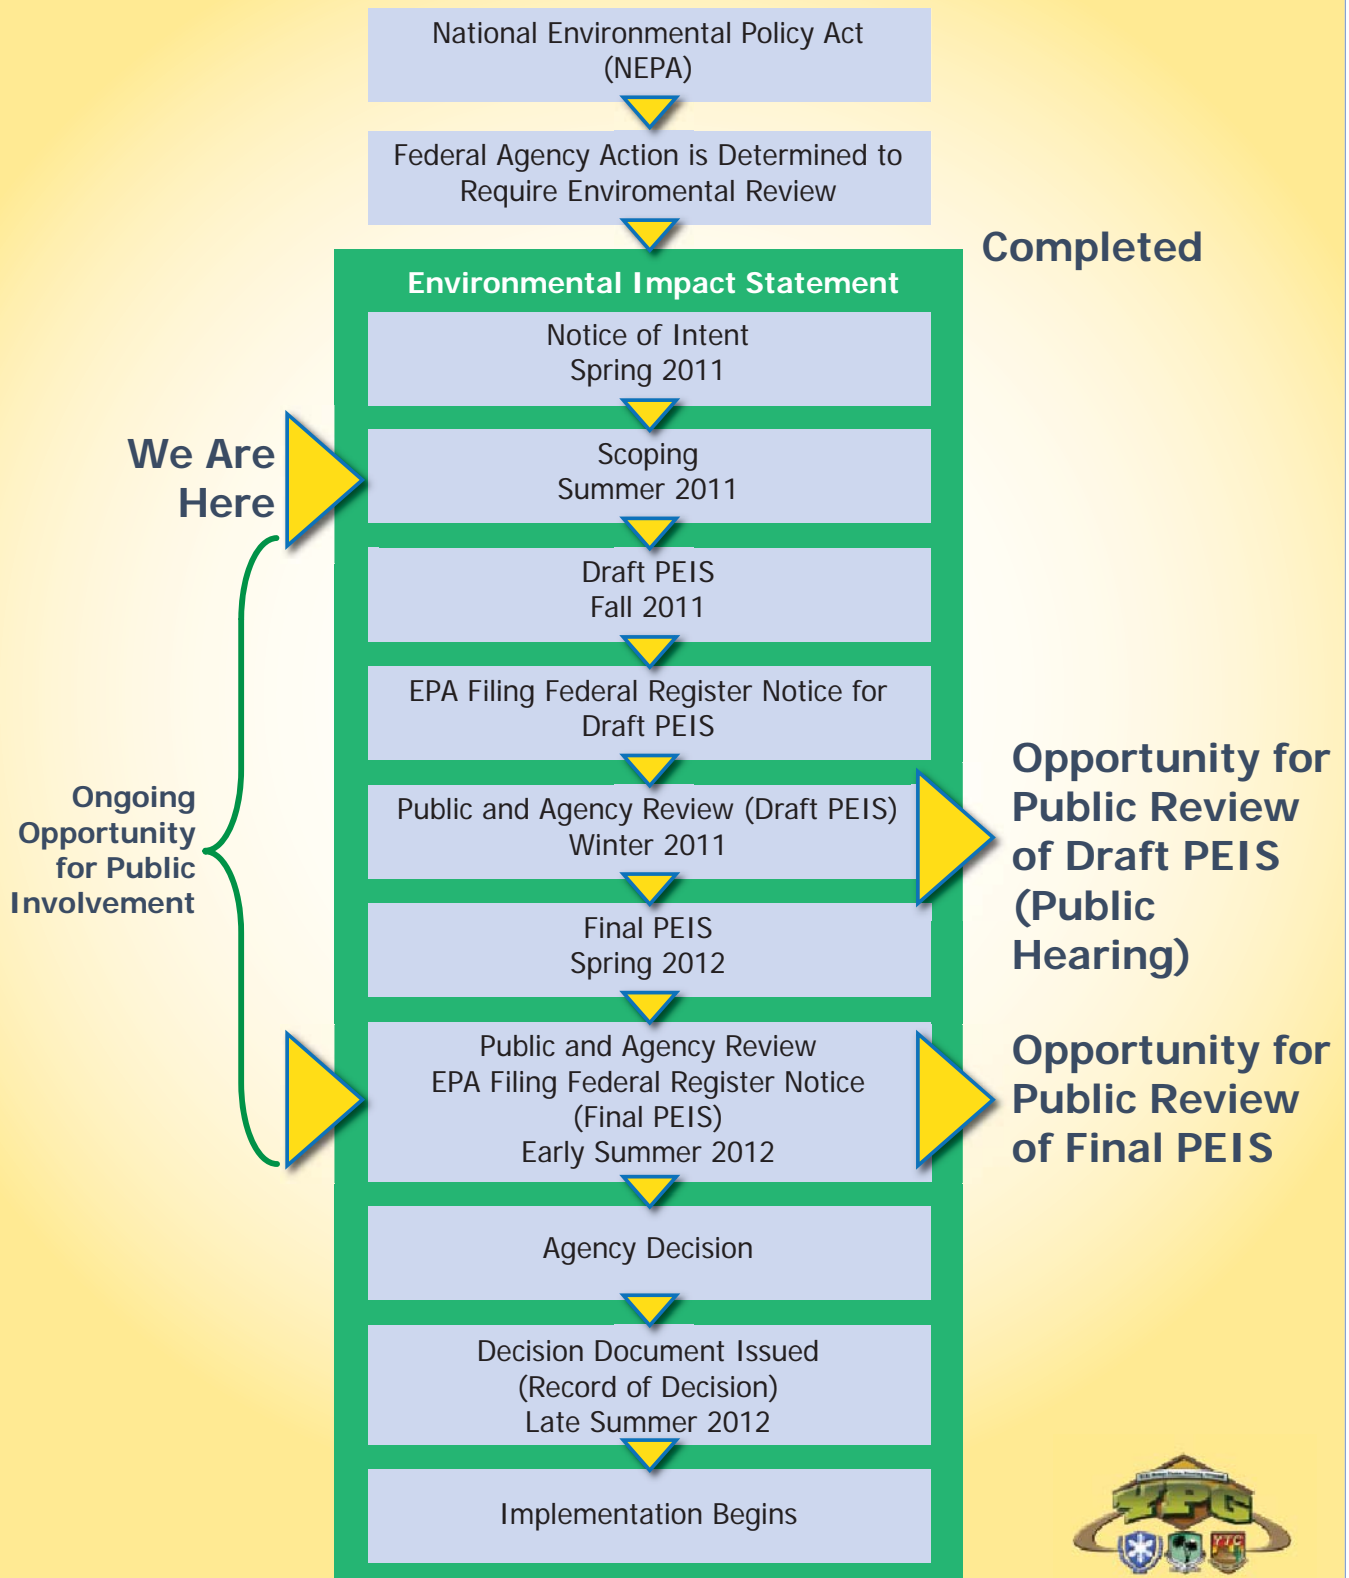 National Environmental Policy Act
(NEPA)
Federal Agency Action is Determined to
Require Enviromental Review
Completed
Environmental Impact Statement
Notice of Intent
Spring 2011
We Are
Here
Scoping
Summer 2011
Draft PEIS
Fall 2011
EPA Filing Federal Register Notice for
Draft PEIS
Ongoing
Opportunity
for Public
Involvement
Public and Agency Review (Draft PEIS)
Winter 2011
Opportunity for
Public Review
of Draft PEIS
(Public
Hearing)
Final PEIS
Spring 2012
Public and Agency Review
EPA Filing Federal Register Notice
(Final PEIS)
Early Summer 2012
Opportunity for
Public Review
of Final PEIS
Agency Decision
Decision Document Issued
(Record of Decision)
Late Summer 2012
Implementation Begins
YPG
YTC